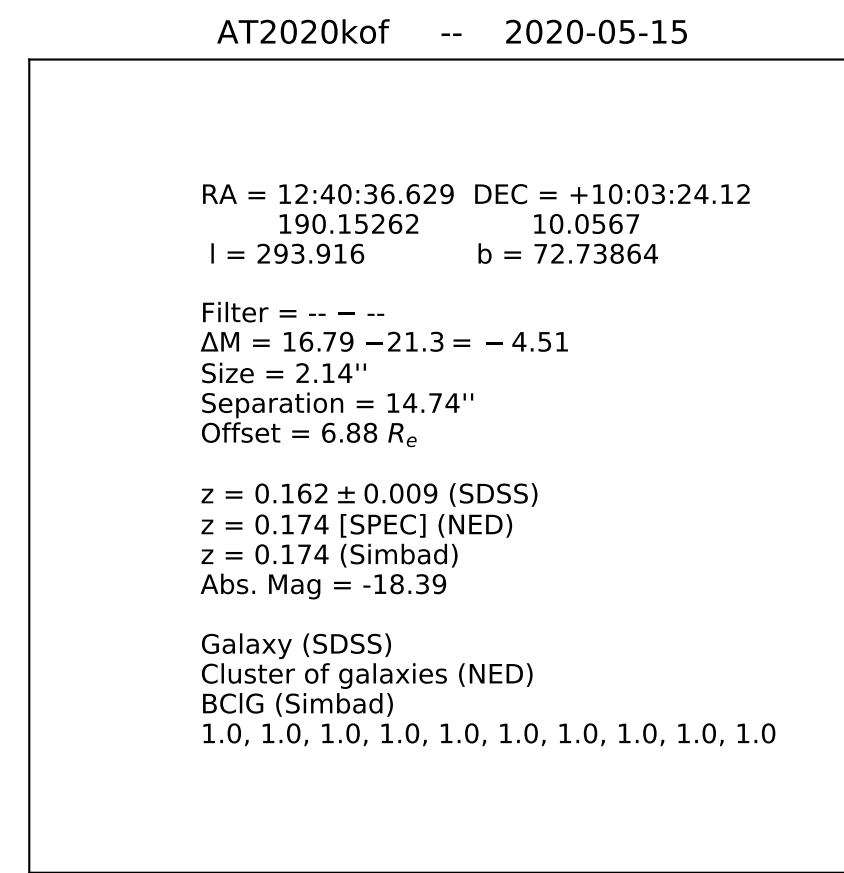 AT2020kof -- 2020-05-15
RA = 12:40:36.629 DEC = +10:03:24.12
190.15262 10.0567
l = 293.916 b = 72.73864
Filter = -- − --
ΔM = 16.79 −21.3 = − 4.51
Size = 2.14''
Separation = 14.74''
Offset = 6.88 Rₑ
z = 0.162 ± 0.009 (SDSS)
z = 0.174 [SPEC] (NED)
z = 0.174 (Simbad)
Abs. Mag = -18.39
Galaxy (SDSS)
Cluster of galaxies (NED)
BClG (Simbad)
1.0, 1.0, 1.0, 1.0, 1.0, 1.0, 1.0, 1.0, 1.0, 1.0